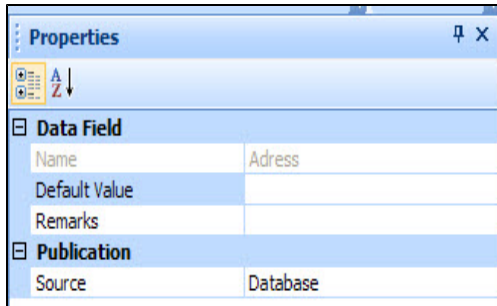 Properties
A
Z
Data Field
Name Adress
Default Value
Remarks
Publication
Source Database